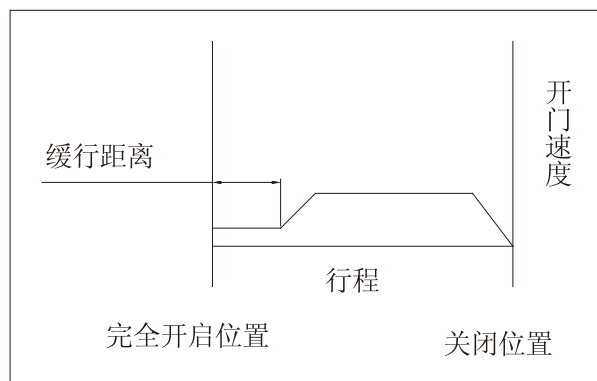 开门速度
缓行距离
行程
完全开启位置
关闭位置